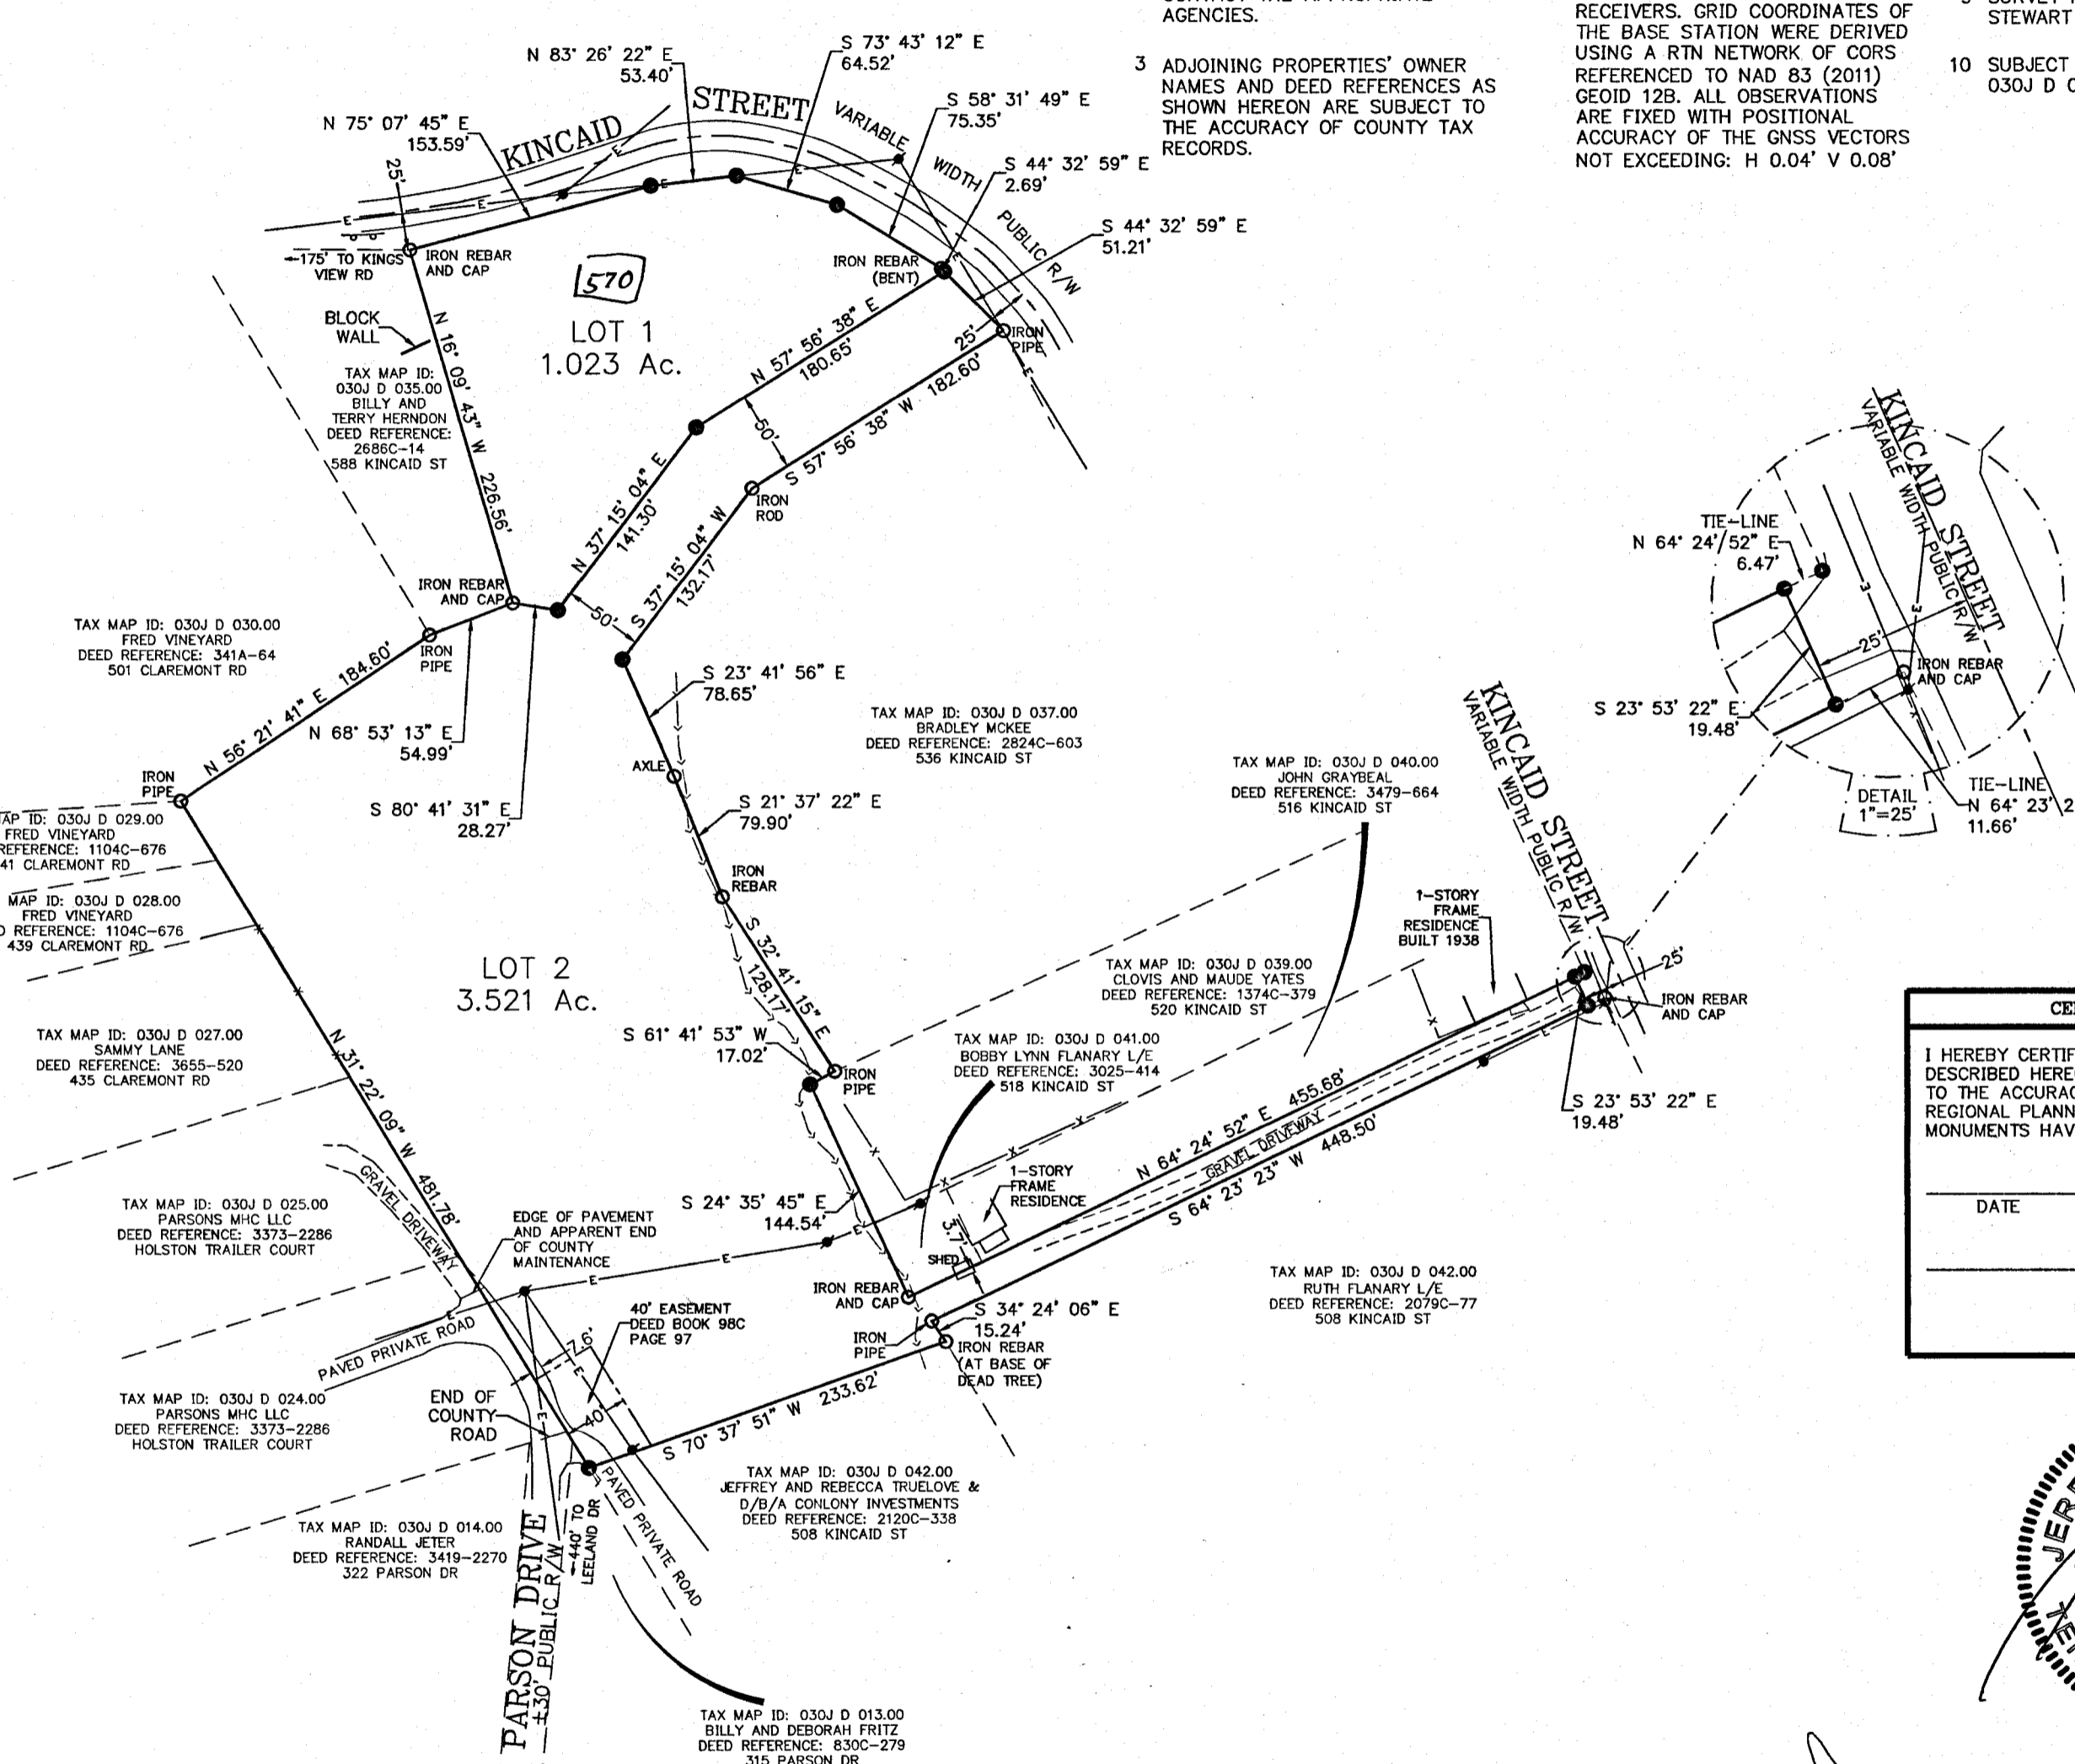 AGENCIES.
3 ADJOINING PROPERTIES' OWNER
NAMES AND DEED REFERENCES AS
SHOWN HEREON ARE SUBJECT TO
THE ACCURACY OF COUNTY TAX
RECORDS.
RECEIVERS. GRID COORDINATES OF
THE BASE STATION WERE DERIVED
USING A RTN NETWORK OF CORS
REFERENCED TO NAD 83 (2011)
GEOID 12B. ALL OBSERVATIONS
ARE FIXED WITH POSITIONAL
ACCURACY OF THE GNSS VECTORS
NOT EXCEEDING: H 0.04' V 0.08'
STEWART
10 SUBJECT
030J D
N 83° 26' 22" E
53.40'
S 73° 43' 12" E
64.52'
N 75° 07' 45" E
153.59'
KINCAID STREET
VARIABLE WIDTH PUBLIC R/W
S 58° 31' 49" E
75.35'
S 44° 32' 59" E
2.69'
S 44° 32' 59" E
51.21'
25'
←175' TO KINGS
VIEW RD
IRON REBAR
AND CAP
570
IRON REBAR
(BENT)
LOT 1
1.023 Ac.
BLOCK
WALL
N 16° 09' 43" W 226.56'
N 57° 56' 38" E
180.65'
25'
IRON
PIPE
S 57° 56' 38" W 182.60'
50'
TAX MAP ID:
030J D 035.00
BILLY AND
TERRY HERNDON
DEED REFERENCE:
2686C-14
588 KINCAID ST
N 37° 15' 04" E
141.30'
IRON
ROD
S 37° 15' 04" W
132.17'
50'
IRON REBAR
AND CAP
IRON
PIPE
TAX MAP ID: 030J D 030.00
FRED VINEYARD
DEED REFERENCE: 341A-64
501 CLAREMONT RD
N 56° 21' 41" E 184.60'
N 68° 53' 13" E
54.99'
S 80° 41' 31" E
28.27'
S 23° 41' 56" E
78.65'
AXLE
S 21° 37' 22" E
79.90'
TAX MAP ID: 030J D 037.00
BRADLEY MCKEE
DEED REFERENCE: 2824C-603
536 KINCAID ST
TAX MAP ID: 030J D 040.00
JOHN GRAYBEAL
DEED REFERENCE: 3479-664
516 KINCAID ST
KINCAID STREET
VARIABLE WIDTH PUBLIC R/W
TIE-LINE
N 64° 24' 52" E
6.47'
25'
IRON REBAR
AND CAP
S 23° 53' 22" E
19.48'
DETAIL
1"=25'
TIE-LINE
N 64° 23' 2
11.66'
IRON
PIPE
AP ID: 030J D 029.00
FRED VINEYARD
REFERENCE: 1104C-676
41 CLAREMONT RD
MAP ID: 030J D 028.00
FRED VINEYARD
D REFERENCE: 1104C-676
439 CLAREMONT RD
IRON
REBAR
S 32° 41' 15" E
128.17'
LOT 2
3.521 Ac.
KINCAID STREET
VARIABLE WIDTH PUBLIC R/W
1-STORY
FRAME
RESIDENCE
BUILT 1938
TAX MAP ID: 030J D 039.00
CLOVIS AND MAUDE YATES
DEED REFERENCE: 1374C-379
520 KINCAID ST
25'
IRON REBAR
AND CAP
TAX MAP ID: 030J D 027.00
SAMMY LANE
DEED REFERENCE: 3655-520
435 CLAREMONT RD
N 31° 22' 09" W 481.78'
S 61° 41' 53" W
17.02'
IRON
PIPE
TAX MAP ID: 030J D 041.00
BOBBY LYNN FLANARY L/E
DEED REFERENCE: 3025-414
518 KINCAID ST
N 64° 24' 52" E 455.68'
GRAVEL DRIVEWAY
S 64° 23' 23" W 448.50'
S 23° 53' 22" E
19.48'
I HEREBY CERTIF
DESCRIBED HERE
TO THE ACCURAC
REGIONAL PLANN
MONUMENTS HAV
DATE
TAX MAP ID: 030J D 025.00
PARSONS MHC LLC
DEED REFERENCE: 3373-2286
HOLSTON TRAILER COURT
GRAVEL DRIVEWAY
EDGE OF PAVEMENT
AND APPARENT END
OF COUNTY
MAINTENANCE
S 24° 35' 45" E
144.54'
1-STORY
FRAME
RESIDENCE
3.7'
SHED
IRON REBAR
AND CAP
TAX MAP ID: 030J D 042.00
RUTH FLANARY L/E
DEED REFERENCE: 2079C-77
508 KINCAID ST
PAVED PRIVATE ROAD
40' EASEMENT
DEED BOOK 98C
PAGE 97
7.6'
S 34° 24' 06" E
15.24'
IRON
PIPE
IRON REBAR
(AT BASE OF
DEAD TREE)
TAX MAP ID: 030J D 024.00
PARSONS MHC LLC
DEED REFERENCE: 3373-2286
HOLSTON TRAILER COURT
END OF
COUNTY
ROAD
40'
S 70° 37' 51" W 233.62'
PAVED PRIVATE ROAD
TAX MAP ID: 030J D 042.00
JEFFREY AND REBECCA TRUELOVE &
D/B/A CONLONY INVESTMENTS
DEED REFERENCE: 2120C-338
508 KINCAID ST
TAX MAP ID: 030J D 014.00
RANDALL JETER
DEED REFERENCE: 3419-2270
322 PARSON DR
PARSON DRIVE
±30' PUBLIC R/W
←440' TO
LEELAND DR
TAX MAP ID: 030J D 013.00
BILLY AND DEBORAH FRITZ
DEED REFERENCE: 830C-279
315 PARSON DR